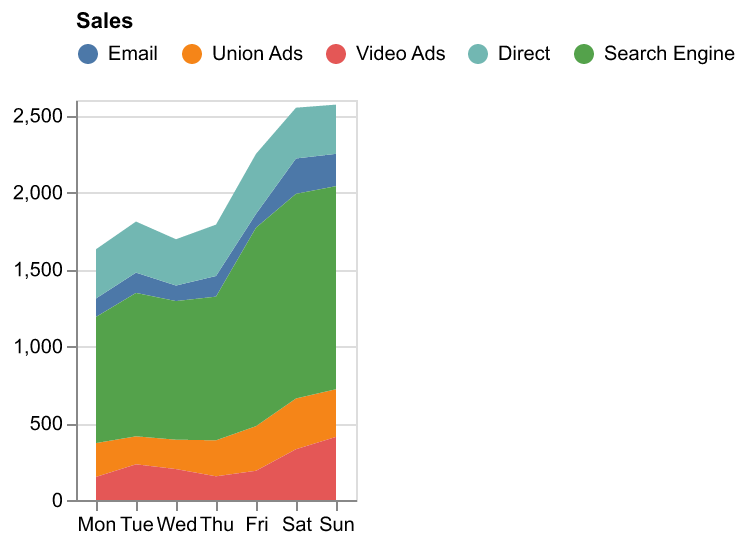 Sales
Email Union Ads Video Ads Direct Search Engine
2,500
2,000
1,500
1,000
500
0
Mon Tue Wed Thu Fri Sat Sun